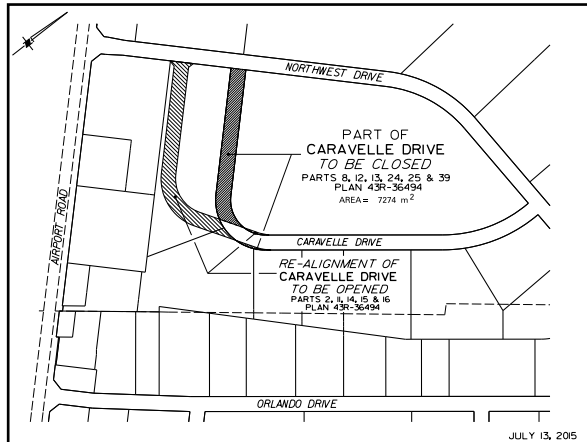 NORTHWEST DRIVE
PART OF
CARAVELLE DRIVE
TO BE CLOSED
PARTS 8, 12, 13, 24, 25 & 39
PLAN 43R-36494
AREA= 7274 m2
AIRPORT ROAD
CARAVELLE DRIVE
RE-ALIGNMENT OF
CARAVELLE DRIVE
TO BE OPENED
PARTS 2, 11, 14, 15 & 16
PLAN 43R-36494
ORLANDO DRIVE
JULY 13, 2015